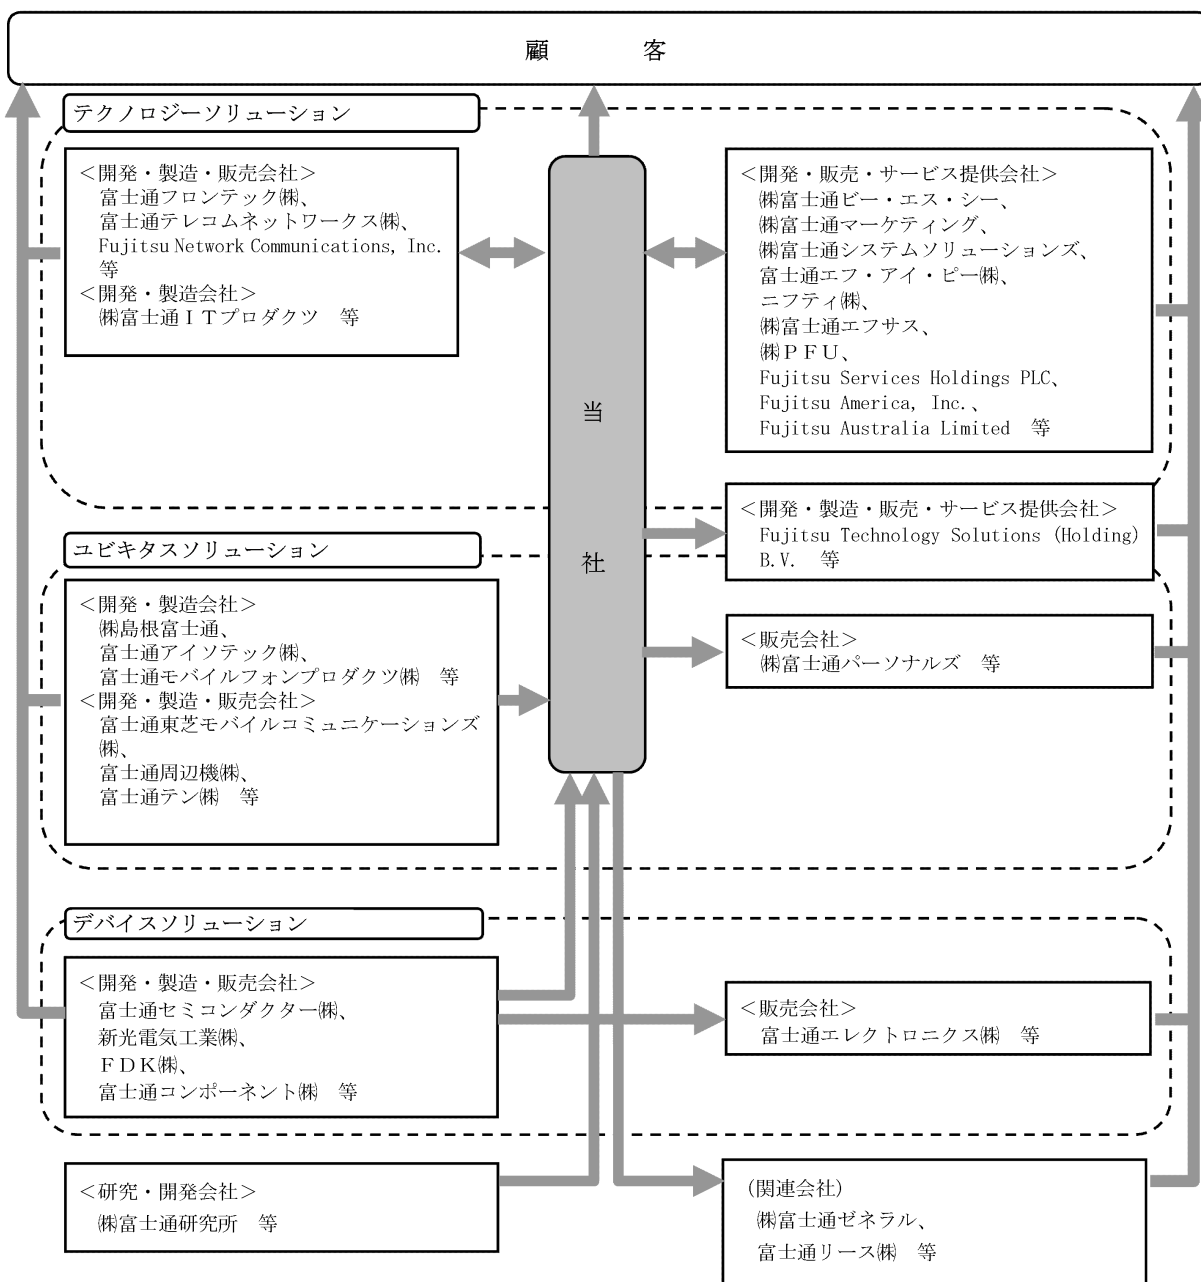 顧　　　客
テクノロジーソリューション
＜開発・製造・販売会社＞
富士通フロンテック㈱、
富士通テレコムネットワークス㈱、
Fujitsu Network Communications, Inc.
等
＜開発・製造会社＞
㈱富士通ＩＴプロダクツ　等
当
社
＜開発・販売・サービス提供会社＞
㈱富士通ビー・エス・シー、
㈱富士通マーケティング、
㈱富士通システムソリューションズ、
富士通エフ・アイ・ピー㈱、
ニフティ㈱、
㈱富士通エフサス、
㈱ＰＦＵ、
Fujitsu Services Holdings PLC、
Fujitsu America, Inc.、
Fujitsu Australia Limited　等
＜開発・製造・販売・サービス提供会社＞
Fujitsu Technology Solutions (Holding)
B.V.　等
ユビキタスソリューション
＜開発・製造会社＞
㈱島根富士通、
富士通アイソテック㈱、
富士通モバイルフォンプロダクツ㈱　等
＜開発・製造・販売会社＞
富士通東芝モバイルコミュニケーションズ
㈱、
富士通周辺機㈱、
富士通テン㈱　等
＜販売会社＞
㈱富士通パーソナルズ　等
デバイスソリューション
＜開発・製造・販売会社＞
富士通セミコンダクター㈱、
新光電気工業㈱、
ＦＤＫ㈱、
富士通コンポーネント㈱　等
＜販売会社＞
富士通エレクトロニクス㈱　等
＜研究・開発会社＞
㈱富士通研究所　等
（関連会社）
㈱富士通ゼネラル、
富士通リース㈱　等